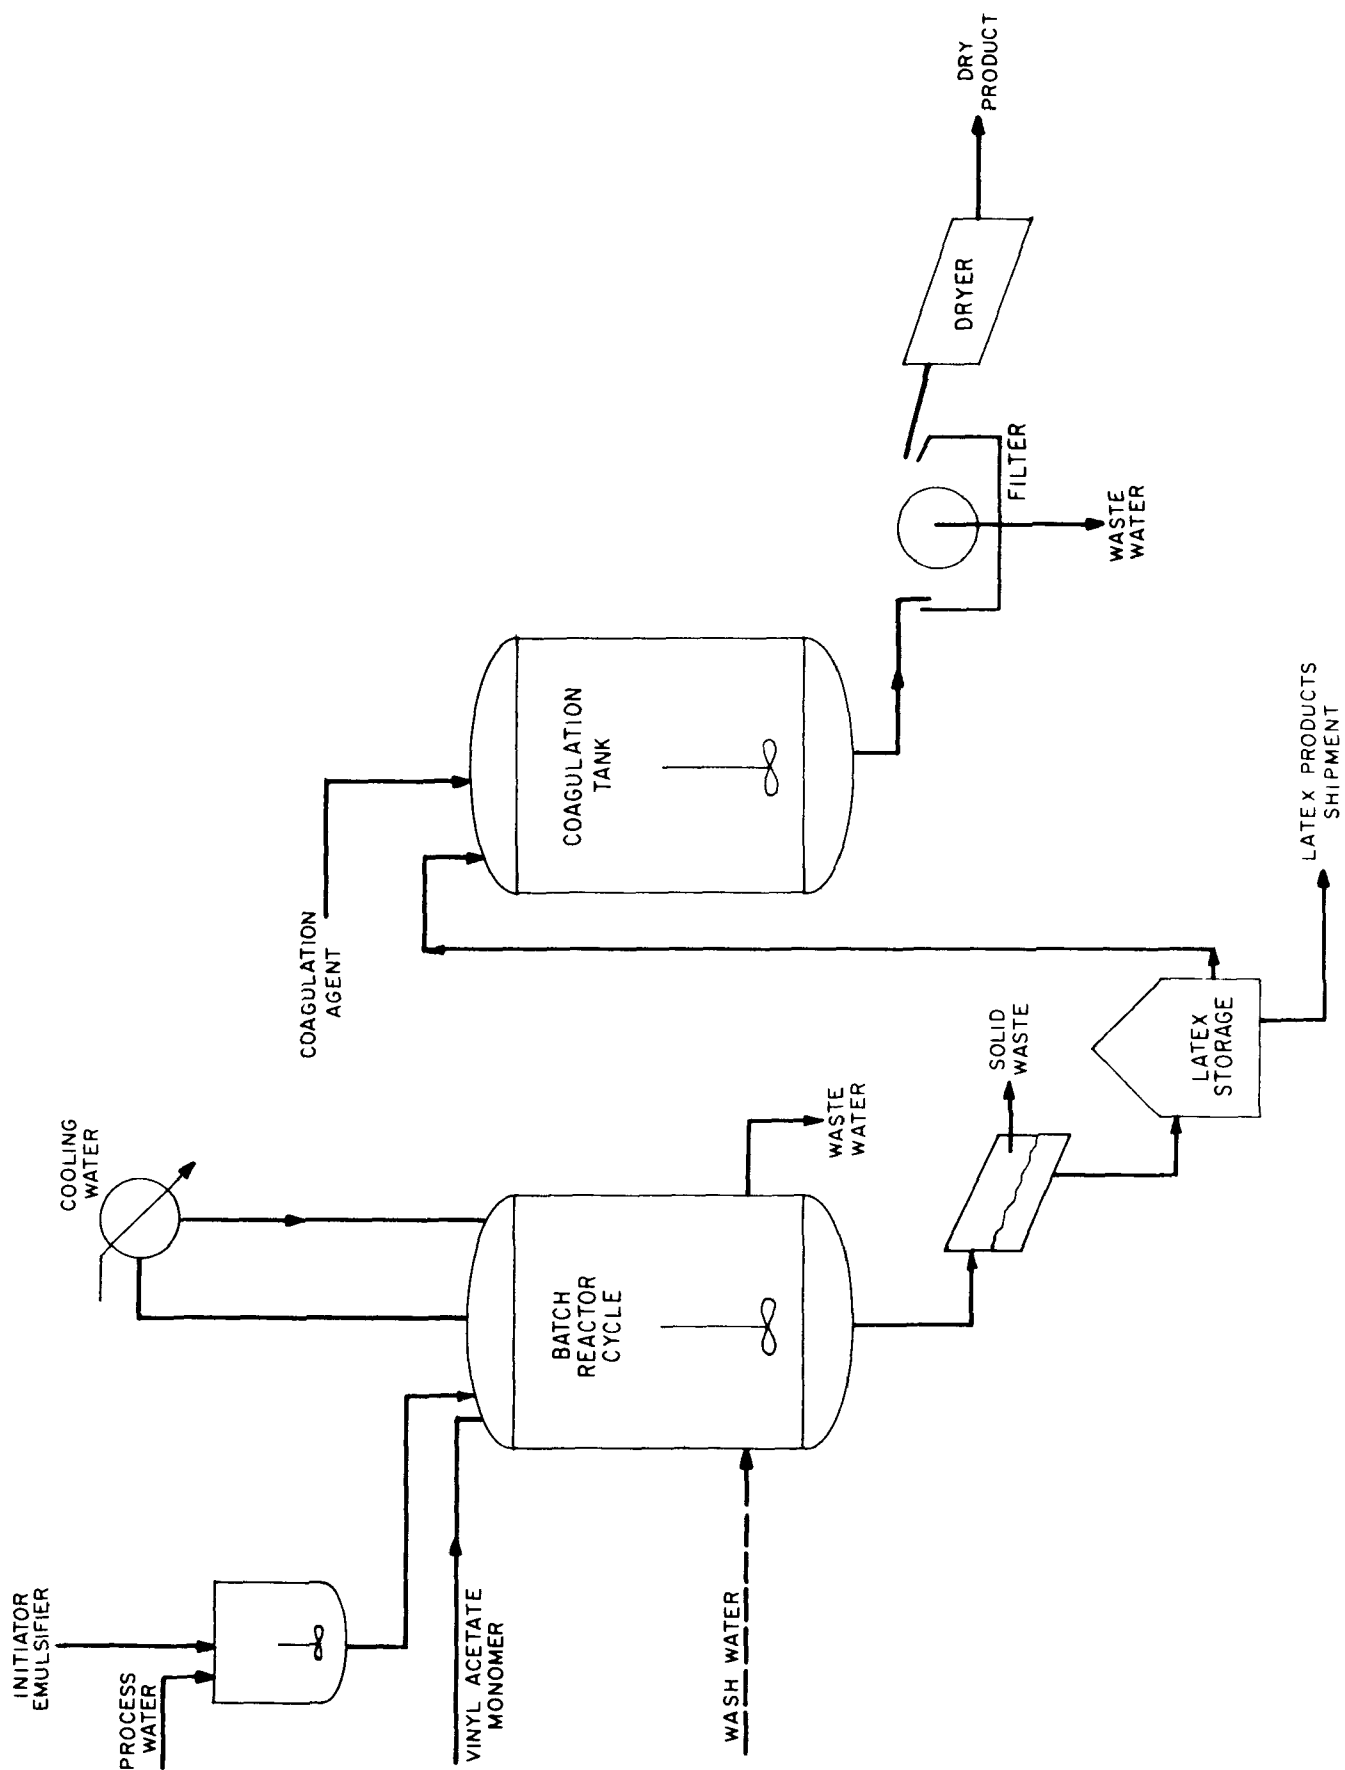 INITIATOR
EMULSIFIER
PROCESS
WATER
VINYL ACETATE
MONOMER
WASH WATER
COOLING
WATER
BATCH
REACTOR
CYCLE
WASTE
WATER
SOLID
WASTE
LATEX
STORAGE
LATEX PRODUCTS
SHIPMENT
COAGULATION
AGENT
COAGULATION
TANK
FILTER
WASTE
WATER
DRYER
DRY
PRODUCT